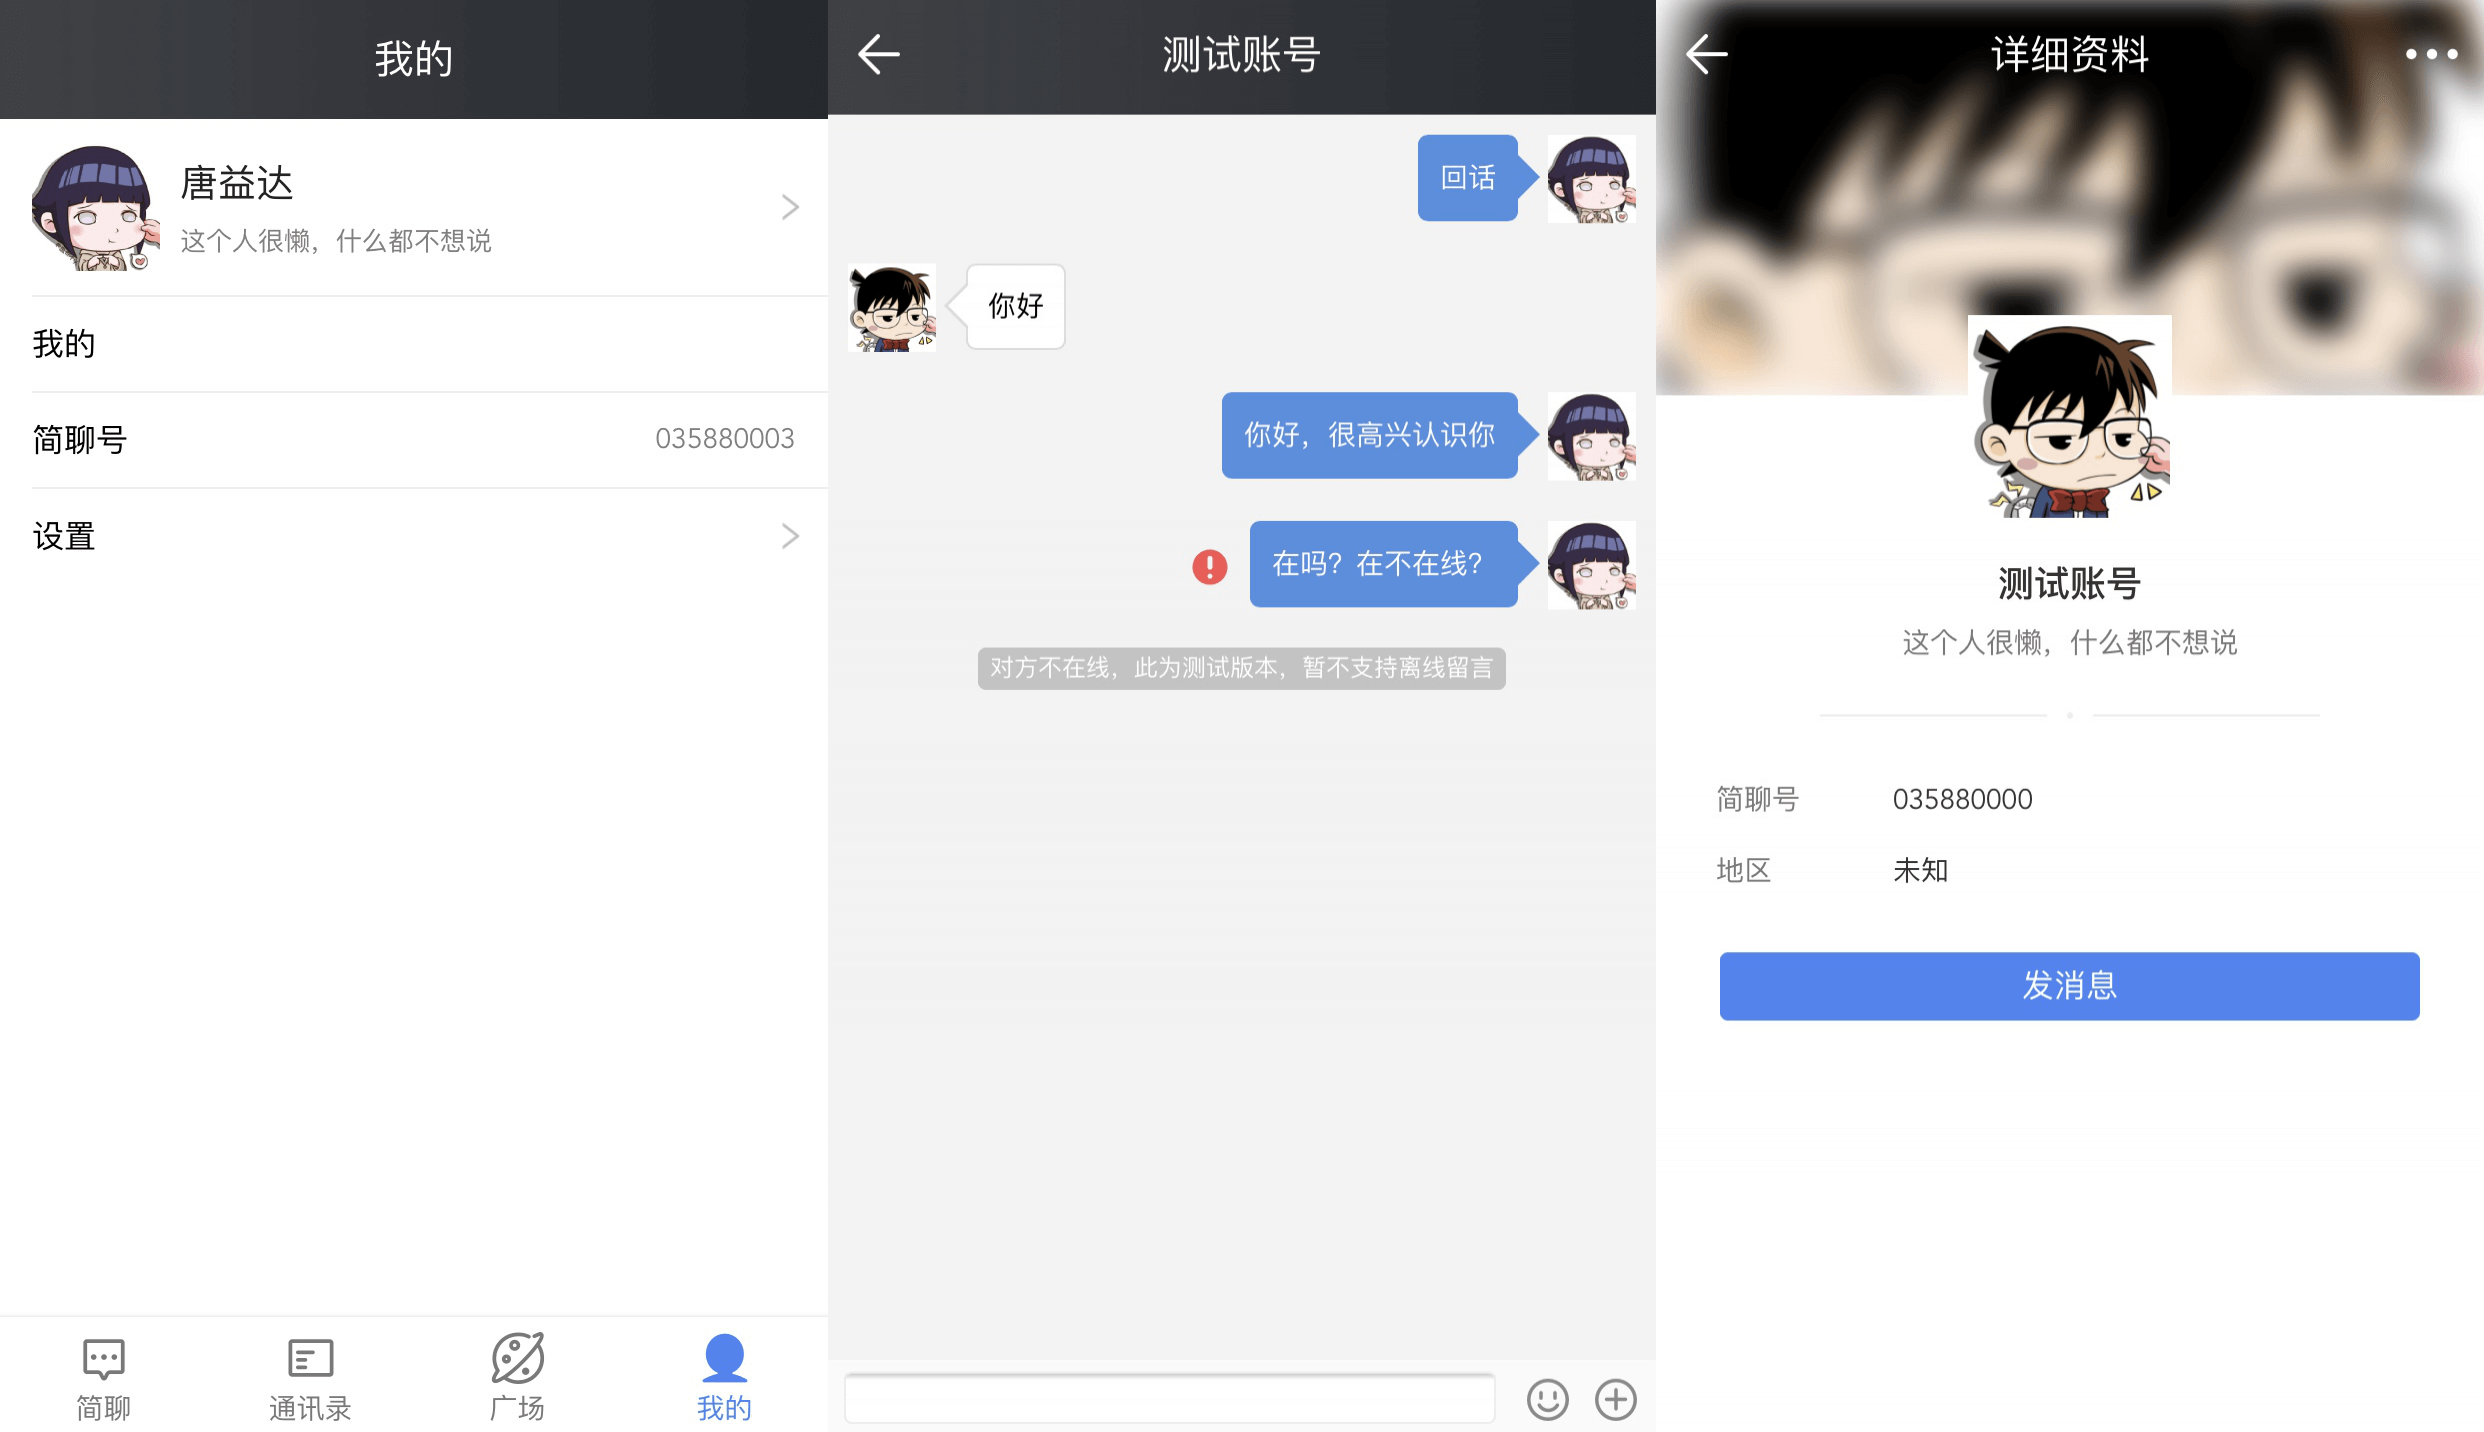 我的
唐益达
这个人很懒，什么都不想说
我的
简聊号 035880003
设置
简聊
通讯录
广场
我的
测试账号
回话
你好
你好，很高兴认识你
在吗？在不在线？
对方不在线，此为测试版本，暂不支持离线留言
详细资料
测试账号
这个人很懒，什么都不想说
简聊号 035880000
地区 未知
发消息